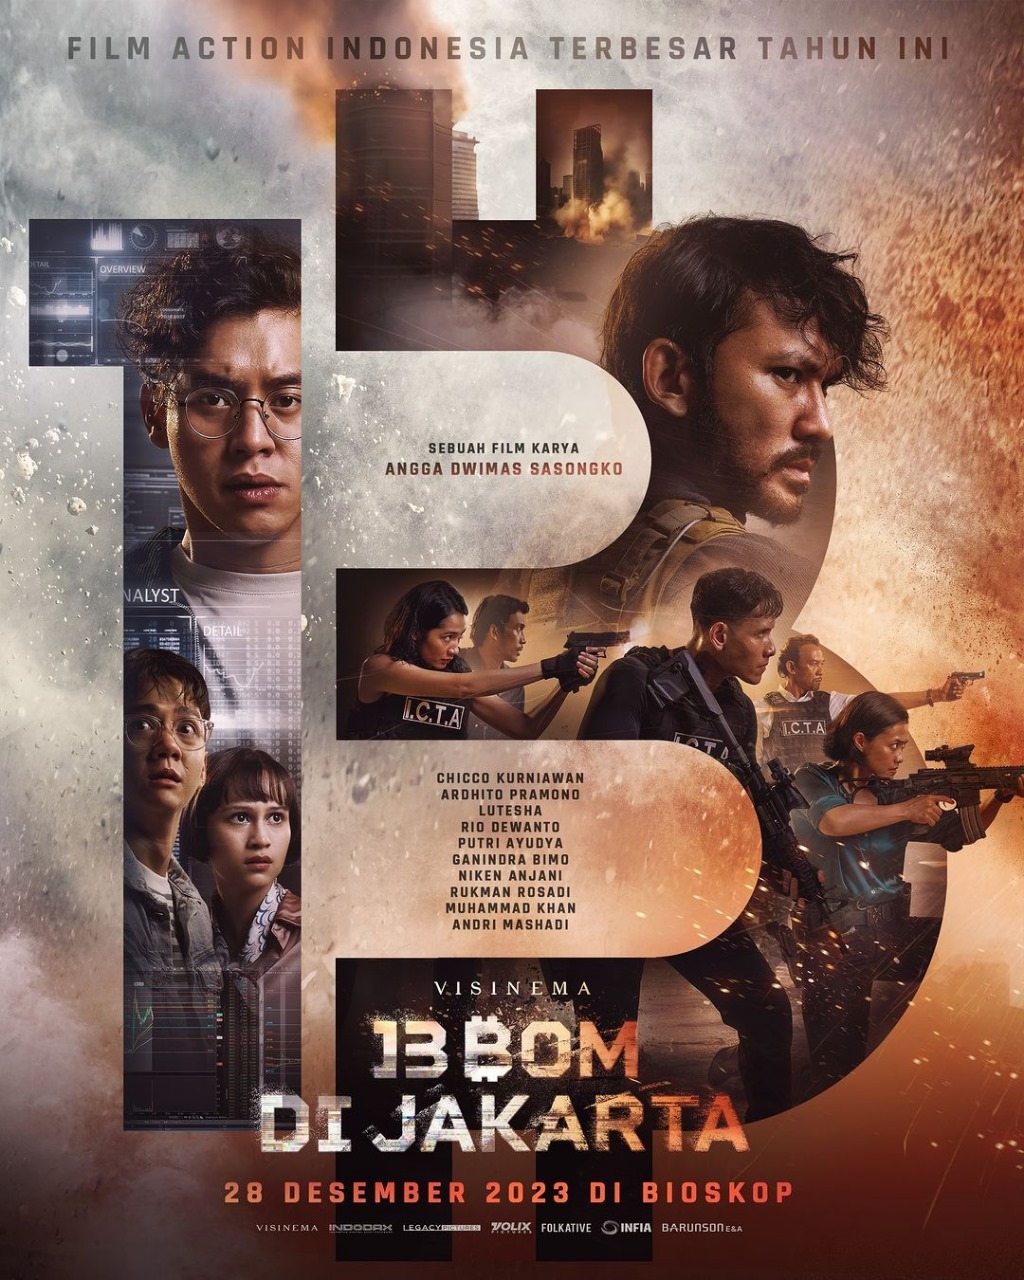 FILM ACTION INDONESIA TERBESAR TAHUN INI
DETAIL
OVERVIEW
SEBUAH FILM KARYA
ANGGA DWIMAS SASONGKO
NALYST
DETAIL
I.C.T.A
I.C.T.A
I.C.T.A
CHICCO KURNIAWAN
ARDHITO PRAMONO
LUTESHA
RIO DEWANTO
PUTRI AYUDYA
GANINDRA BIMO
NIKEN ANJANI
RUKMAN ROSADI
MUHAMMAD KHAN
ANDRI MASHADI
VISINEMA
13 BOM
DI JAKARTA
28 DESEMBER 2023 DI BIOSKOP
VISINEMA INDODAX LEGACY PICTURES VOLIX PICTURES FOLKATIVE INFIA BARUNSON E&A